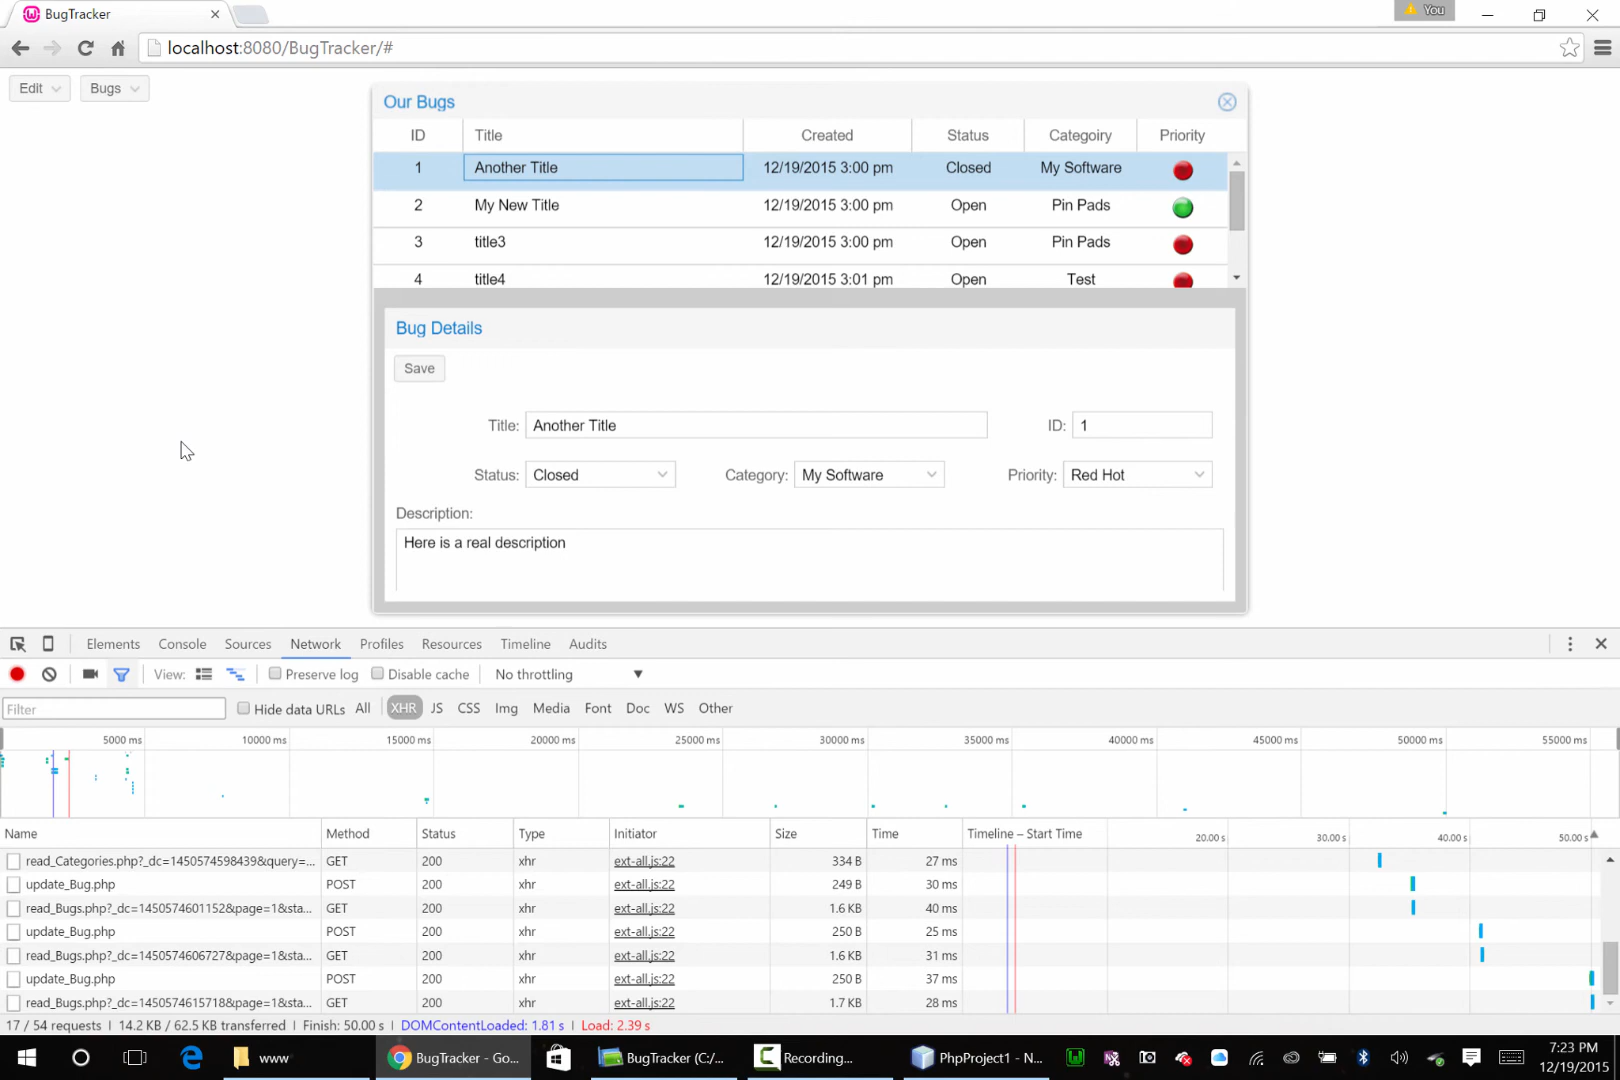 BugTracker
You
localhost:8080/BugTracker/#
Edit
Bugs
Our Bugs
ID Title Created Status Categoiry Priority
1 Another Title 12/19/2015 3:00 pm Closed My Software
2 My New Title 12/19/2015 3:00 pm Open Pin Pads
3 title3 12/19/2015 3:00 pm Open Pin Pads
4 title4 12/19/2015 3:01 pm Open Test
Bug Details
Save
Title: Another Title ID: 1
Status: Closed Category: My Software Priority: Red Hot
Description:
Here is a real description
Elements Console Sources Network Profiles Resources Timeline Audits
View: Preserve log Disable cache No throttling
Filter Hide data URLs All XHR JS CSS Img Media Font Doc WS Other
5000 ms 10000 ms 15000 ms 20000 ms 25000 ms 30000 ms 35000 ms 40000 ms 45000 ms 50000 ms 55000 ms
Name Method Status Type Initiator Size Time Timeline – Start Time 20.00 s 30.00 s 40.00 s 50.00 s
read_Categories.php?_dc=1450574598439&query=... GET 200 xhr ext-all.js:22 334 B 27 ms
update_Bug.php POST 200 xhr ext-all.js:22 249 B 30 ms
read_Bugs.php?_dc=1450574601152&page=1&sta... GET 200 xhr ext-all.js:22 1.6 KB 40 ms
update_Bug.php POST 200 xhr ext-all.js:22 250 B 25 ms
read_Bugs.php?_dc=1450574606727&page=1&sta... GET 200 xhr ext-all.js:22 1.6 KB 31 ms
update_Bug.php POST 200 xhr ext-all.js:22 250 B 37 ms
read_Bugs.php?_dc=1450574615718&page=1&sta... GET 200 xhr ext-all.js:22 1.7 KB 28 ms
17 / 54 requests | 14.2 KB / 62.5 KB transferred | Finish: 50.00 s | DOMContentLoaded: 1.81 s | Load: 2.39 s
www
BugTracker - Go...
BugTracker (C:/...
Recording...
PhpProject1 - N...
7:23 PM
12/19/2015